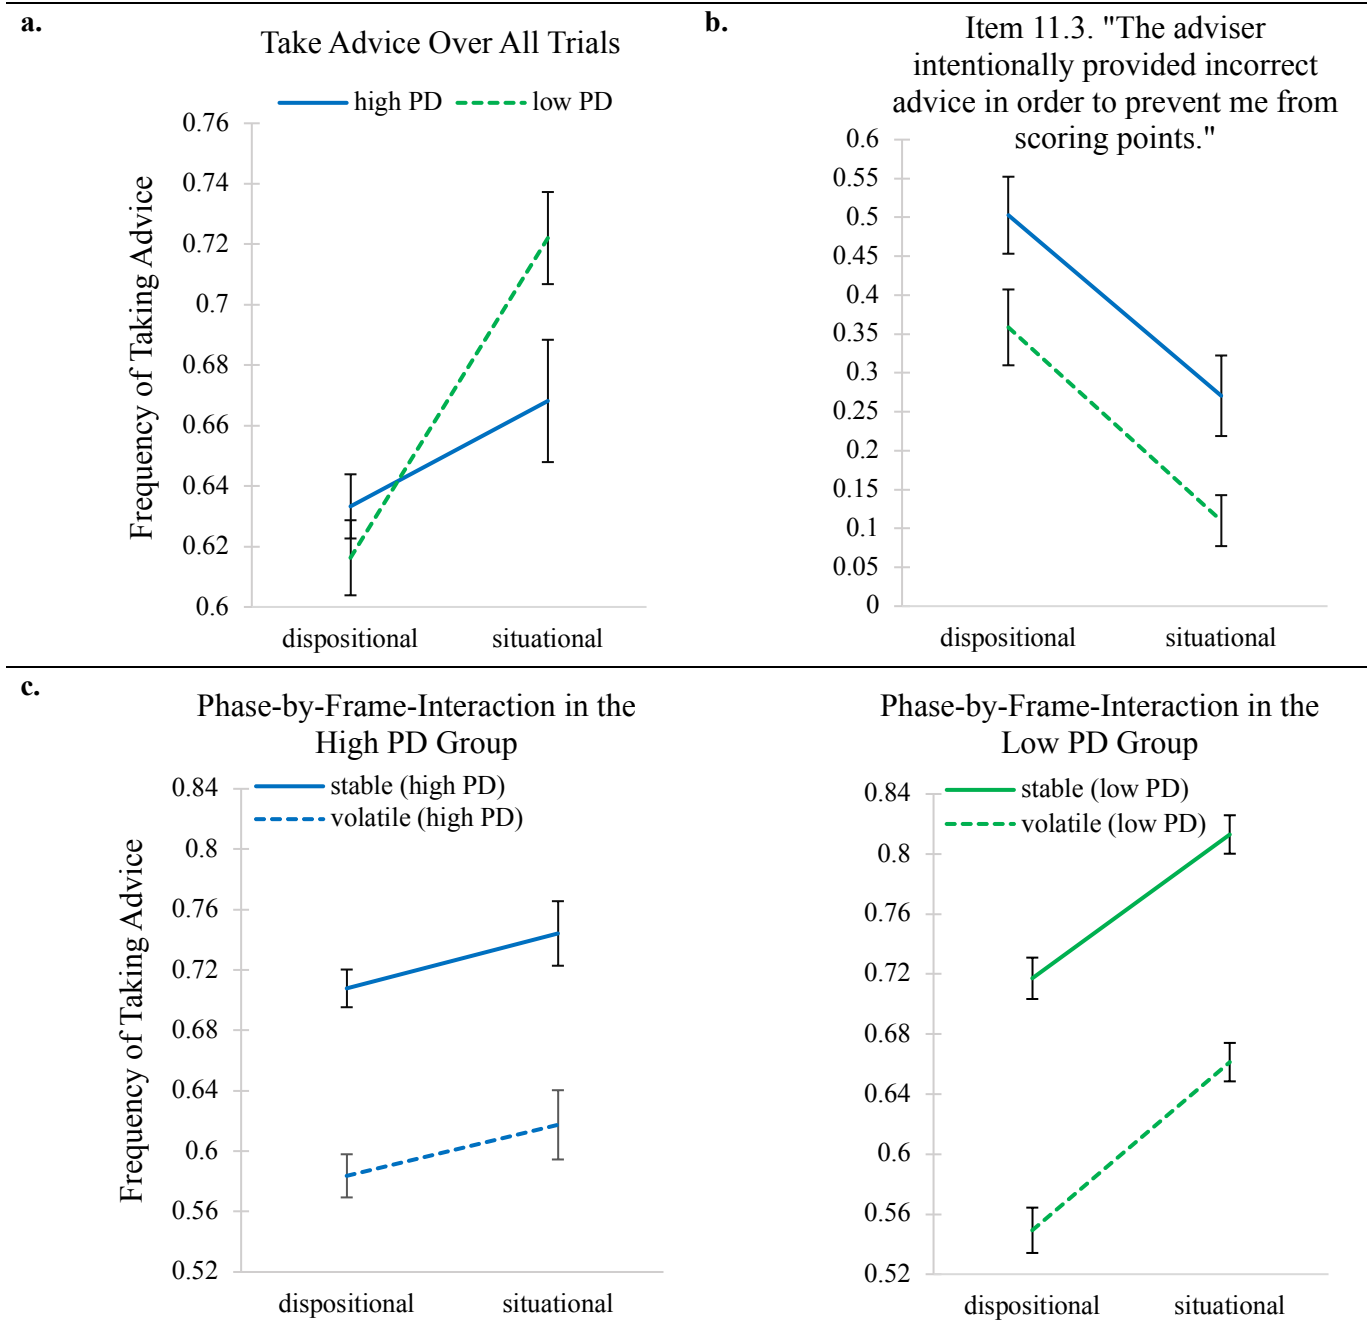 a.
Take Advice Over All Trials
high PD
low PD
Frequency of Taking Advice
0.76
0.74
0.72
0.7
0.68
0.66
0.64
0.62
0.6
dispositional
situational
b.
Item 11.3. "The adviser
intentionally provided incorrect
advice in order to prevent me from
scoring points."
0.6
0.55
0.5
0.45
0.4
0.35
0.3
0.25
0.2
0.15
0.1
0.05
0
dispositional
situational
c.
Phase-by-Frame-Interaction in the
High PD Group
stable (high PD)
volatile (high PD)
Frequency of Taking Advice
0.84
0.8
0.76
0.72
0.68
0.64
0.6
0.56
0.52
dispositional
situational
Phase-by-Frame-Interaction in the
Low PD Group
stable (low PD)
volatile (low PD)
0.84
0.8
0.76
0.72
0.68
0.64
0.6
0.56
0.52
dispositional
situational